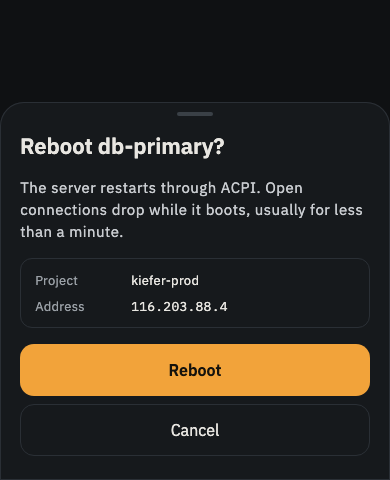 Reboot db-primary?
The server restarts through ACPI. Open
connections drop while it boots, usually for less
than a minute.
Project kiefer-prod
Address 116.203.88.4
Reboot
Cancel